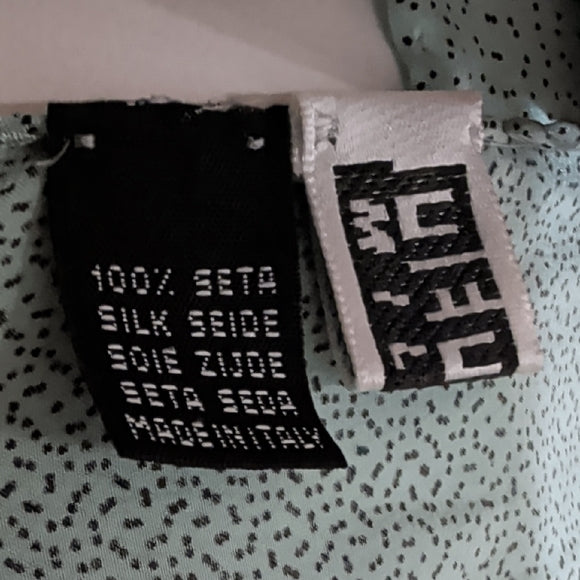 100% SETA
SILK SEIDE
SOIE ZIJDE
SETA SEDA
MADE IN ITALY